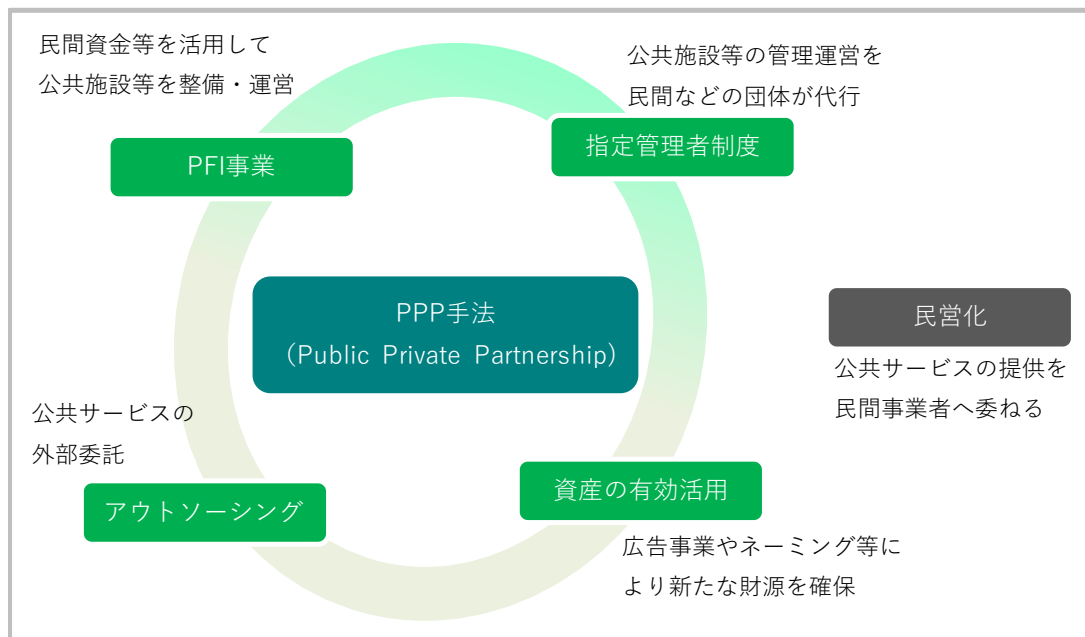 民間資金等を活用して
公共施設等を整備・運営
PFI事業
公共施設等の管理運営を
民間などの団体が代行
指定管理者制度
PPP手法
（Public Private Partnership）
民営化
公共サービスの提供を
民間事業者へ委ねる
公共サービスの
外部委託
アウトソーシング
資産の有効活用
広告事業やネーミング等に
より新たな財源を確保